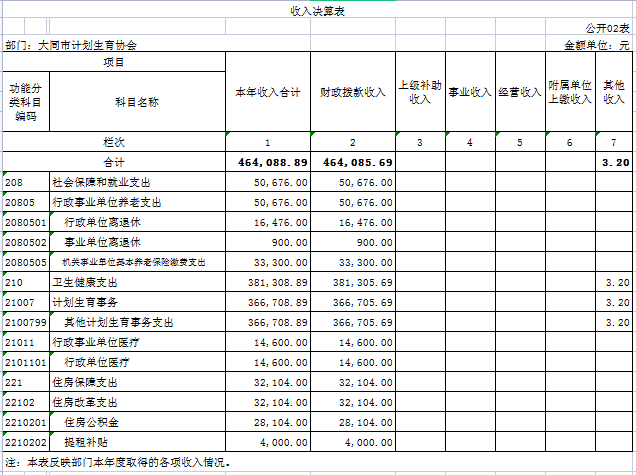 收入决算表
公开02表
部门：大同市计划生育协会 金额单位：元
项目 本年收入合计 财政拨款收入 上级补助收入 事业收入 经营收入 附属单位上缴收入 其他收入
功能分类科目编码 科目名称
栏次 1 2 3 4 5 6 7
合计 464,088.89 464,085.69 3.20
208 社会保障和就业支出 50,676.00 50,676.00
20805 行政事业单位养老支出 50,676.00 50,676.00
2080501 行政单位离退休 16,476.00 16,476.00
2080502 事业单位离退休 900.00 900.00
2080505 机关事业单位基本养老保险缴费支出 33,300.00 33,300.00
210 卫生健康支出 381,308.89 381,305.69 3.20
21007 计划生育事务 366,708.89 366,705.69 3.20
2100799 其他计划生育事务支出 366,708.89 366,705.69 3.20
21011 行政事业单位医疗 14,600.00 14,600.00
2101101 行政单位医疗 14,600.00 14,600.00
221 住房保障支出 32,104.00 32,104.00
22102 住房改革支出 32,104.00 32,104.00
2210201 住房公积金 28,104.00 28,104.00
2210202 提租补贴 4,000.00 4,000.00
注：本表反映部门本年度取得的各项收入情况。